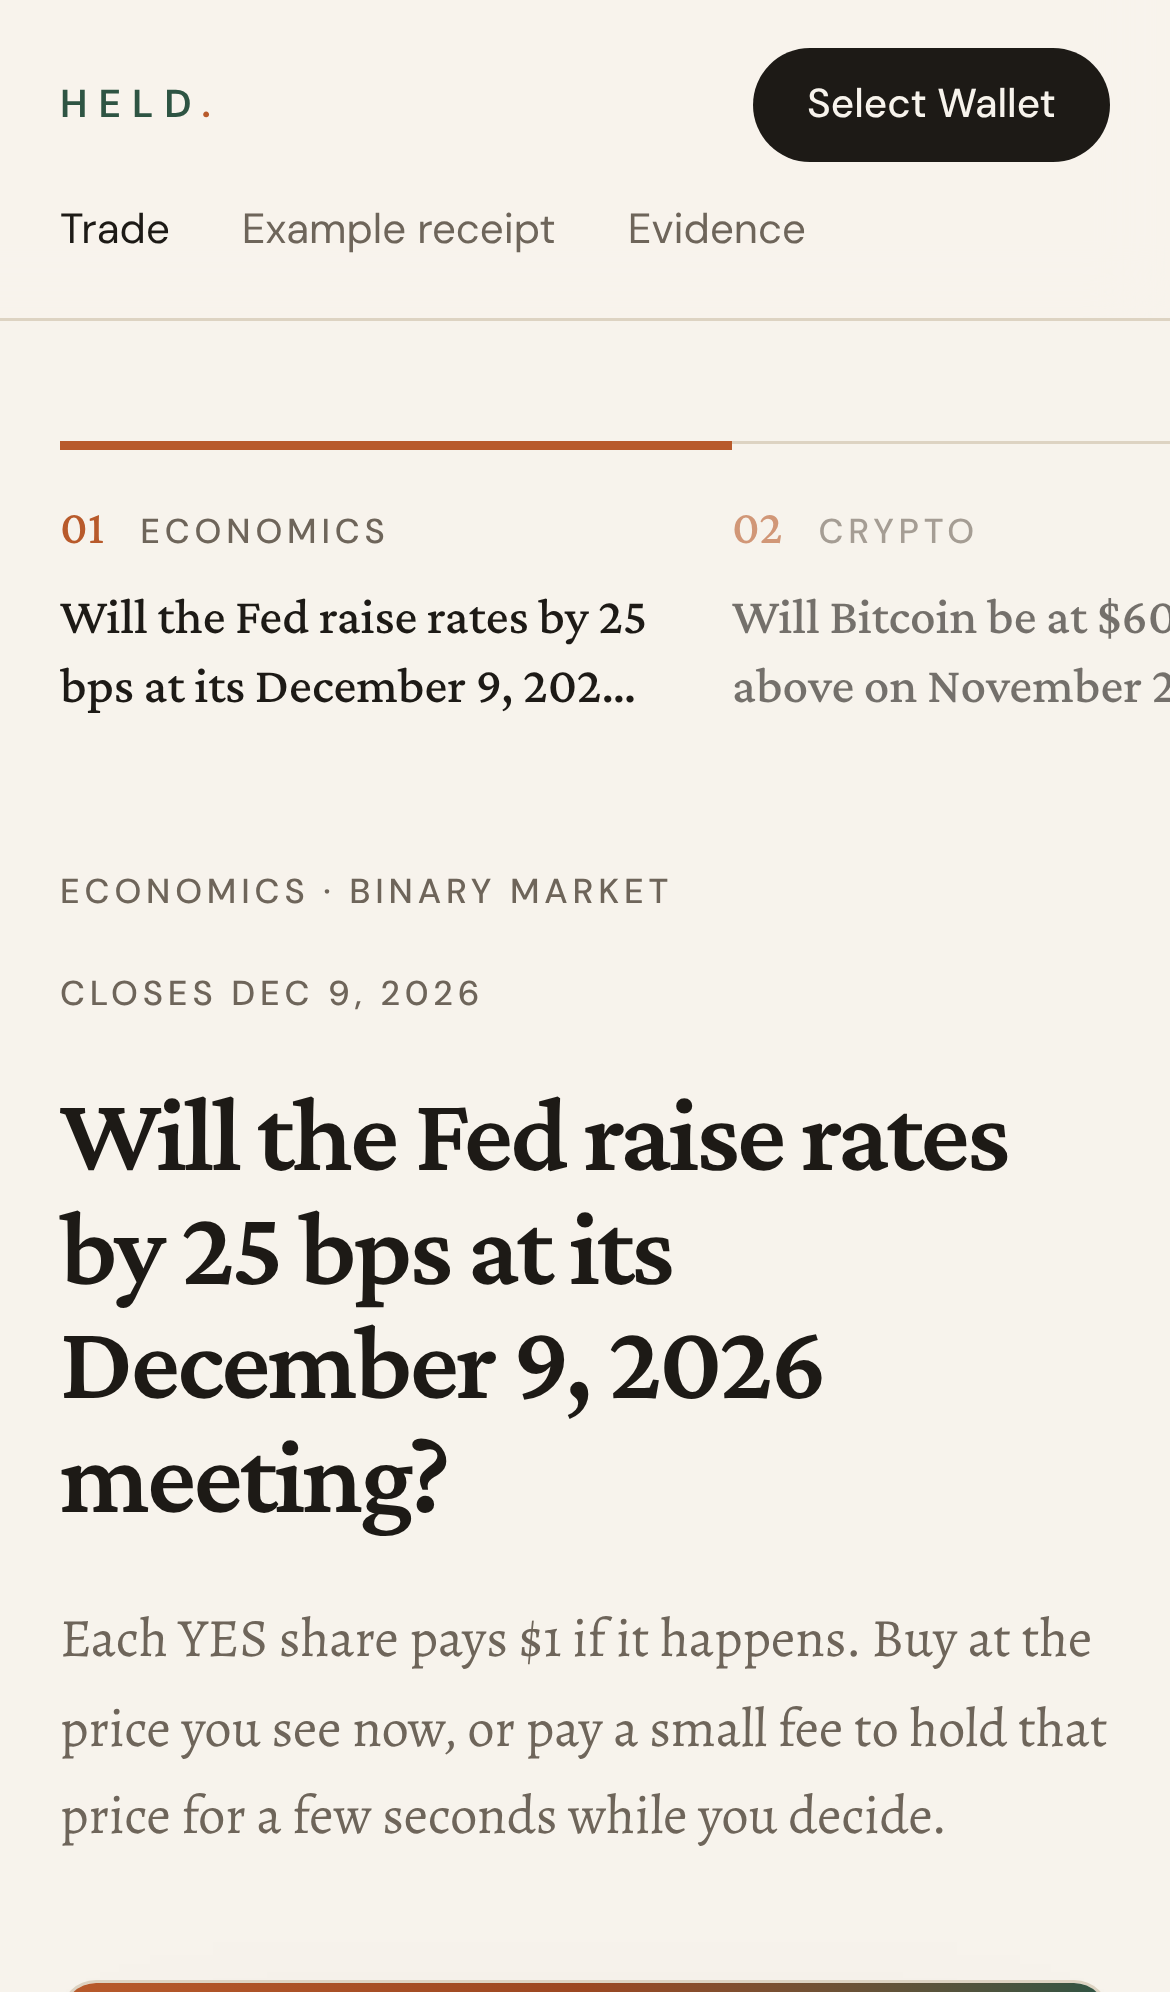 HELD.
Select Wallet
Trade
Example receipt
Evidence
01 ECONOMICS
Will the Fed raise rates by 25
bps at its December 9, 202...
02 CRYPTO
Will Bitcoin be at $60
above on November 2
ECONOMICS · BINARY MARKET
CLOSES DEC 9, 2026
Will the Fed raise rates
by 25 bps at its
December 9, 2026
meeting?
Each YES share pays $1 if it happens. Buy at the
price you see now, or pay a small fee to hold that
price for a few seconds while you decide.